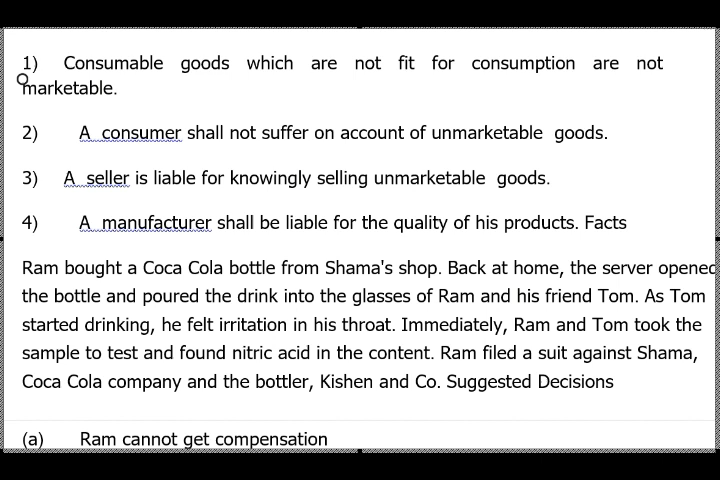 1) Consumable goods which are not fit for consumption are not
marketable.
2) A consumer shall not suffer on account of unmarketable goods.
3) A seller is liable for knowingly selling unmarketable goods.
4) A manufacturer shall be liable for the quality of his products. Facts
Ram bought a Coca Cola bottle from Shama's shop. Back at home, the server opened
the bottle and poured the drink into the glasses of Ram and his friend Tom. As Tom
started drinking, he felt irritation in his throat. Immediately, Ram and Tom took the
sample to test and found nitric acid in the content. Ram filed a suit against Shama,
Coca Cola company and the bottler, Kishen and Co. Suggested Decisions
(a) Ram cannot get compensation